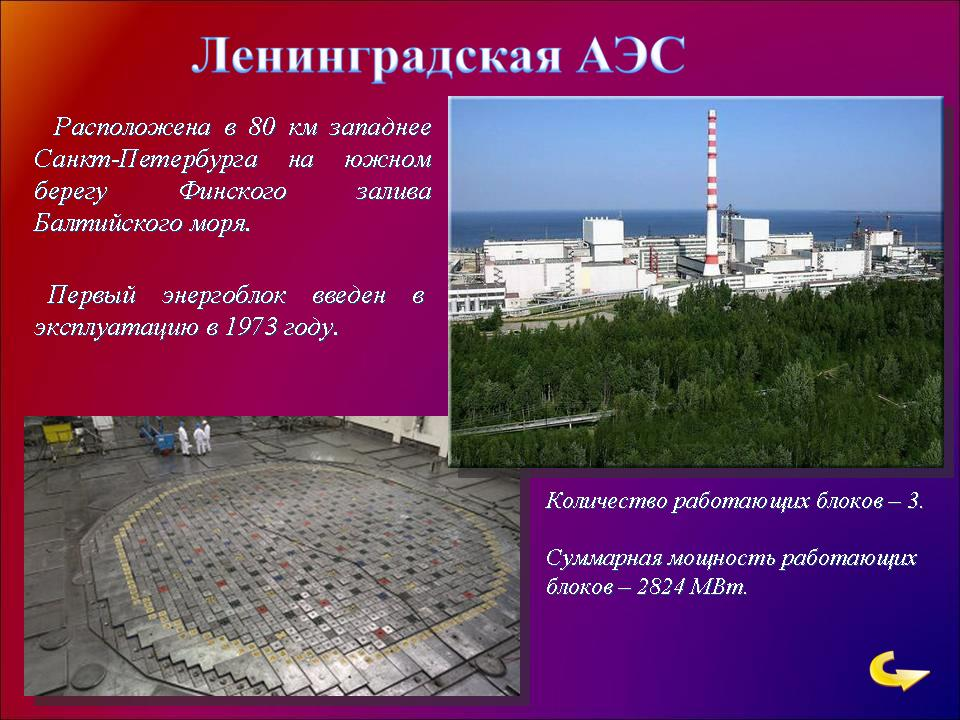 Ленинградская АЭС
Расположена в 80 км западнее
Санкт-Петербурга на южном
берегу Финского залива
Балтийского моря.
Первый энергоблок введен в
эксплуатацию в 1973 году.
Количество работающих блоков – 3.
Суммарная мощность работающих
блоков – 2824 МВт.